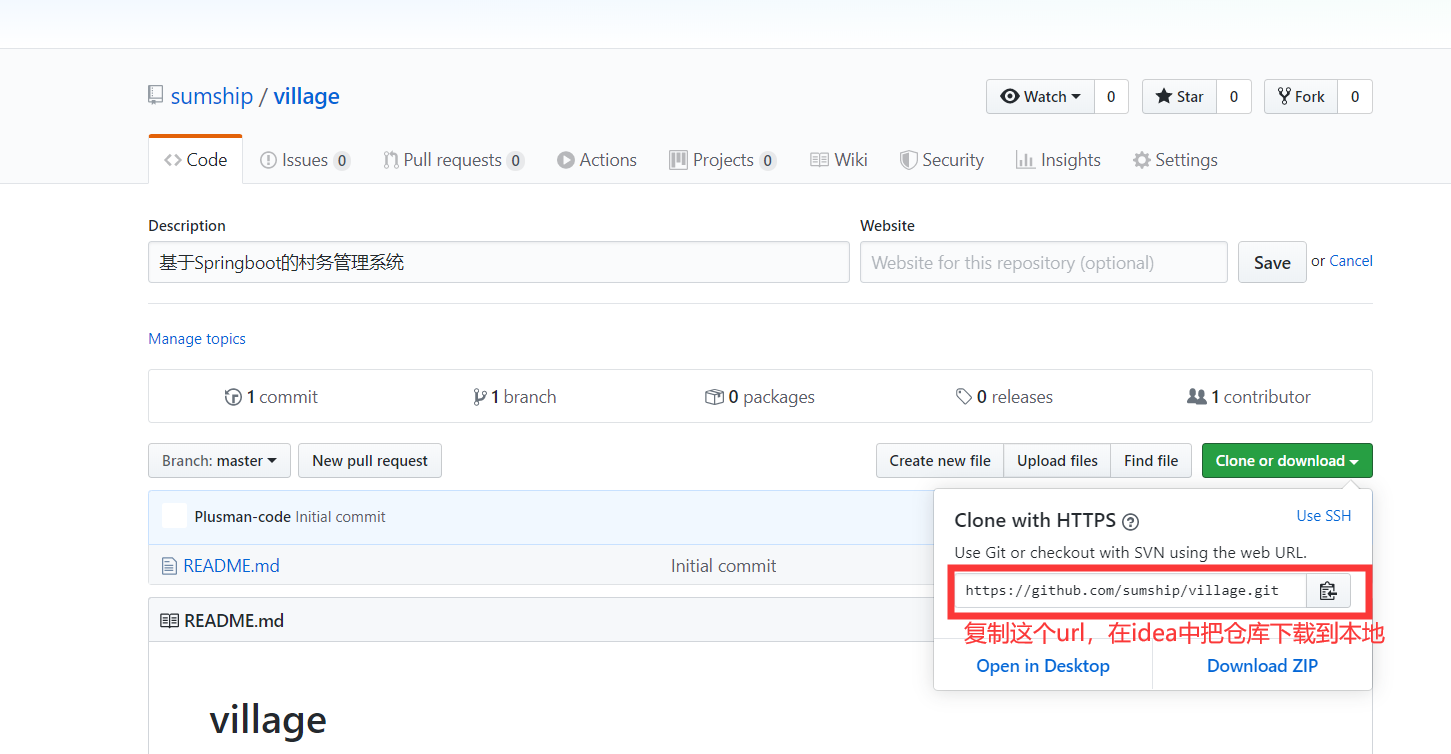 sumship / village
Watch 0 Star 0 Fork 0
Code Issues 0 Pull requests 0 Actions Projects 0 Wiki Security Insights Settings
Description Website
基于Springboot的村务管理系统 Website for this repository (optional) Save or Cancel
Manage topics
1 commit 1 branch 0 packages 0 releases 1 contributor
Branch: master New pull request Create new file Upload files Find file Clone or download
Plusman-code Initial commit
README.md Initial commit
Clone with HTTPS ? Use SSH
Use Git or checkout with SVN using the web URL.
https://github.com/sumship/village.git
复制这个url，在idea中把仓库下载到本地
Open in Desktop Download ZIP
README.md
village